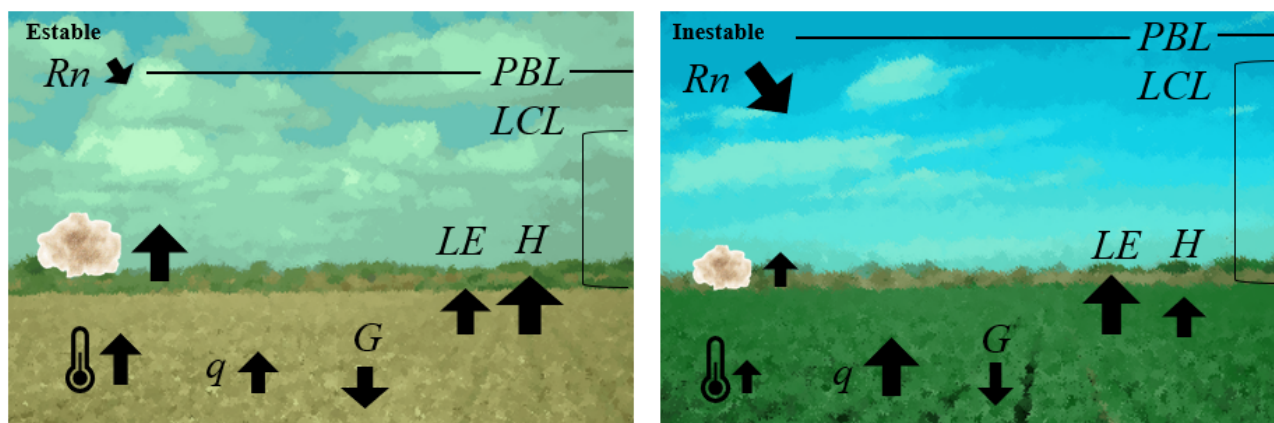 Estable
Rn
PBL
LCL
LE H
G
q
Inestable
PBL
Rn
LCL
LE H
G
q